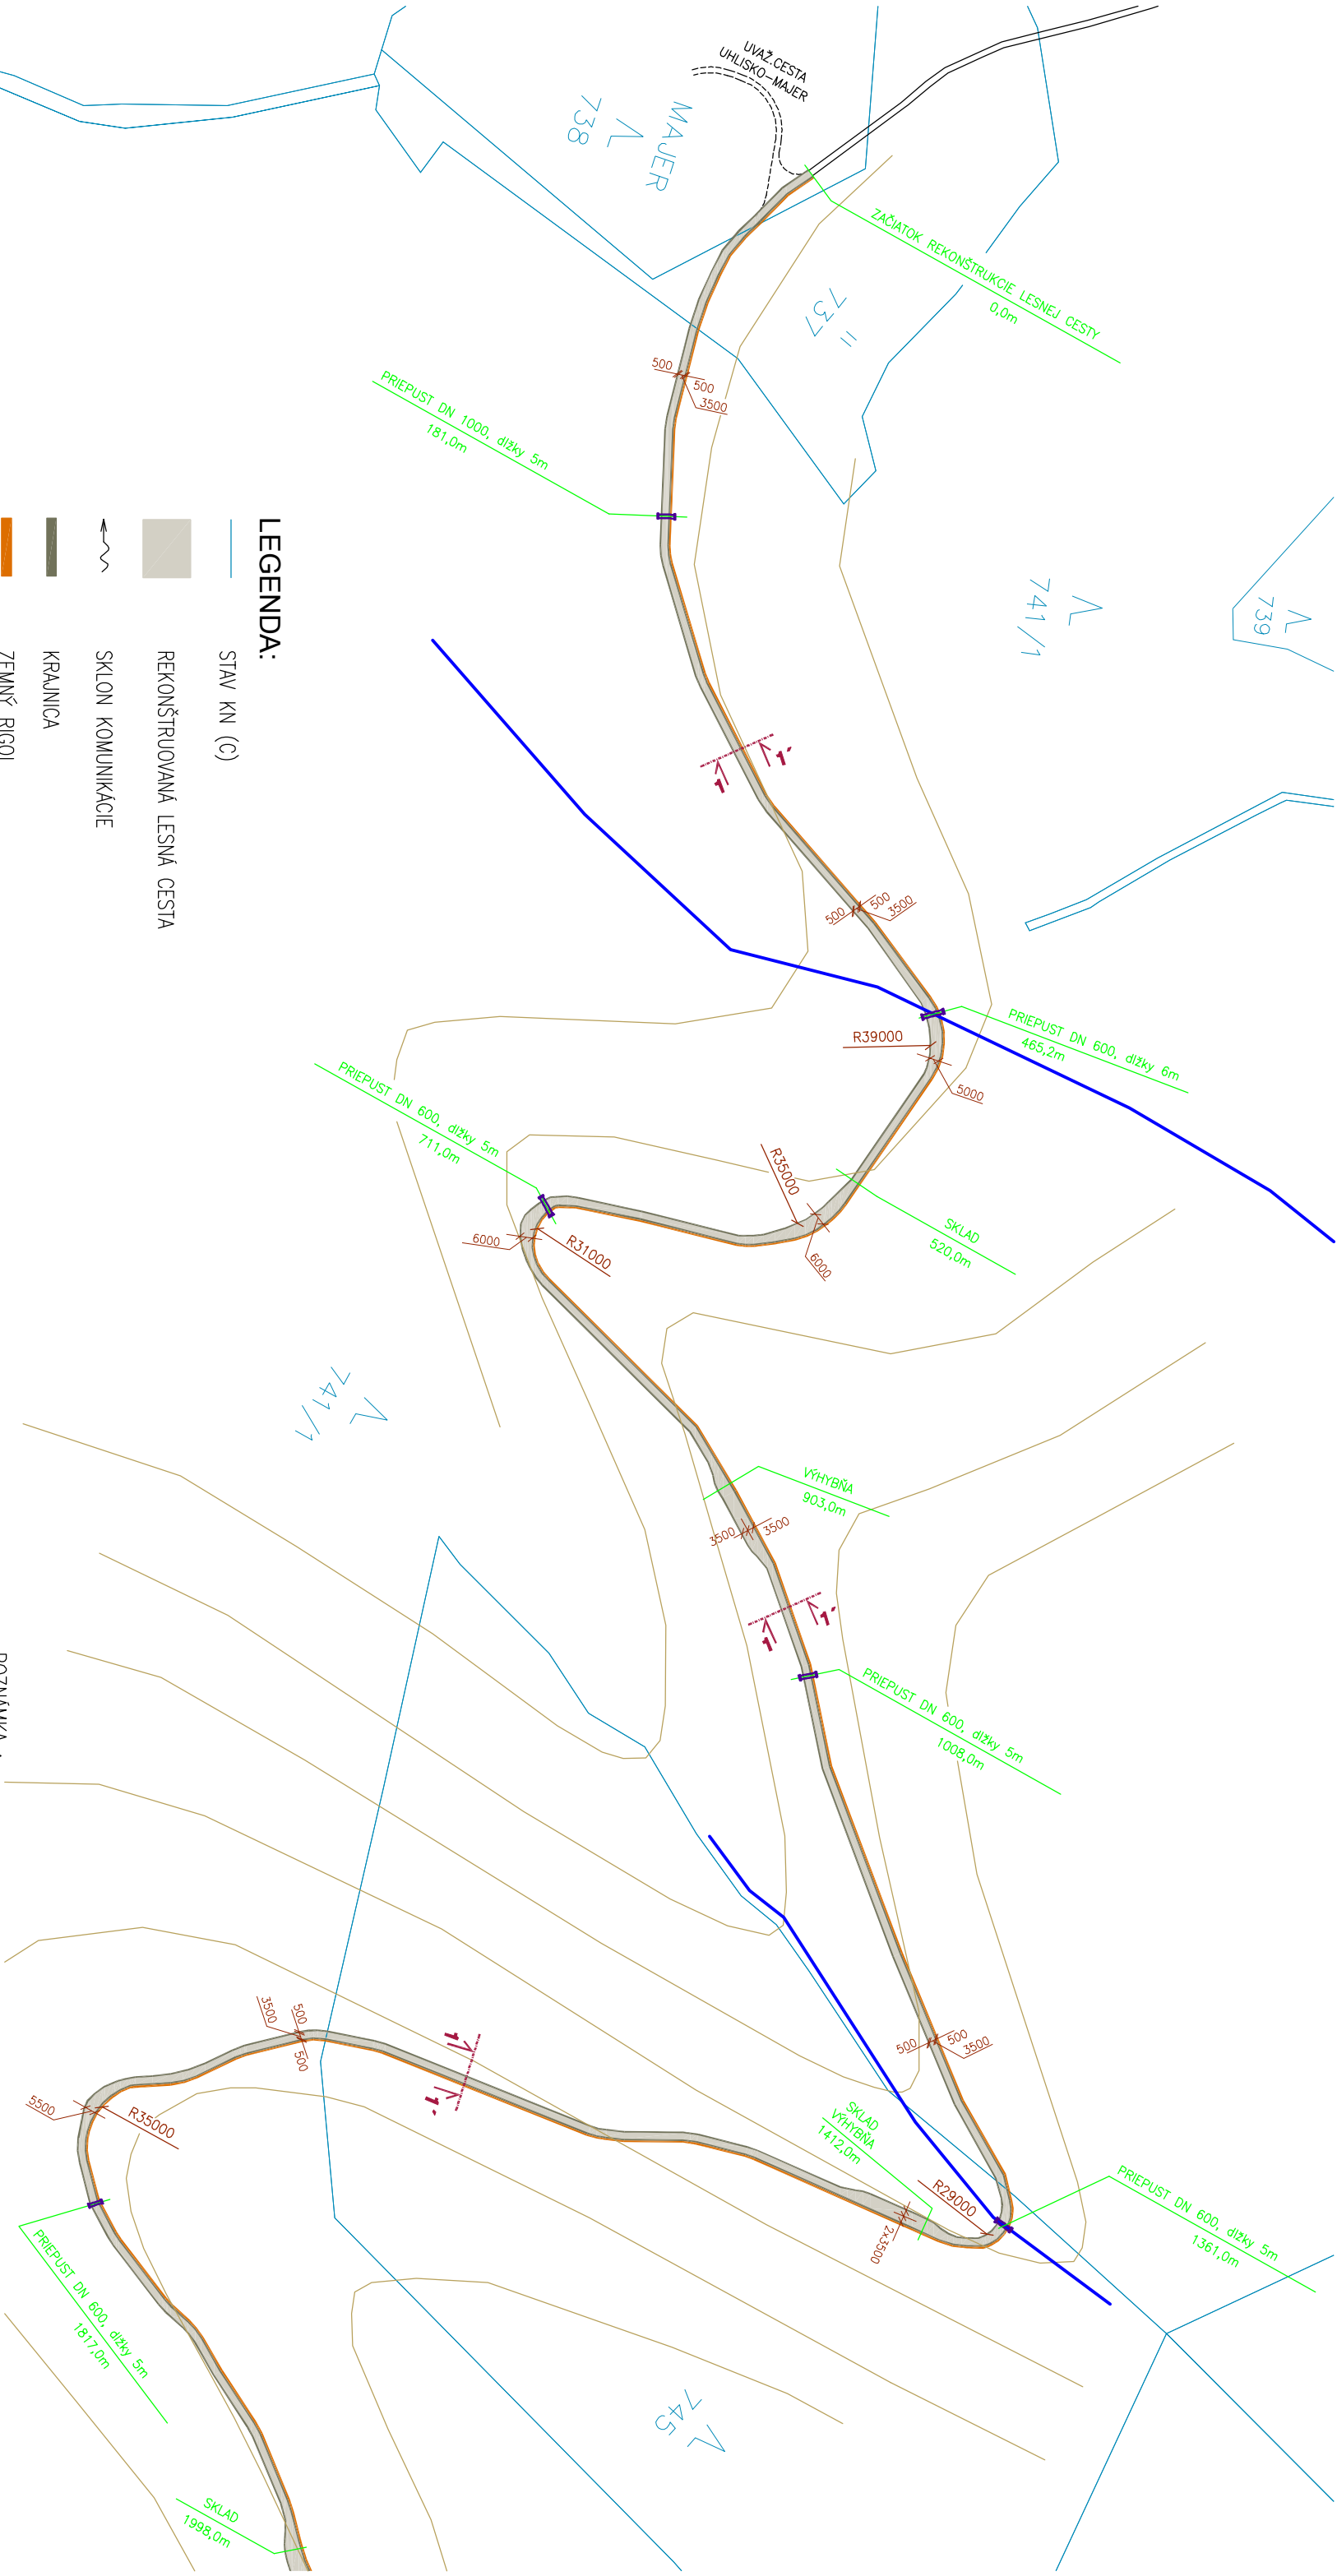 UVAŽ.CESTA
UHLISKO-MAJER
MAJER
738
ZAČIATOK REKONŠTRUKCIE LESNEJ CESTY
0,0m
737
500
500
3500
PRIEPUST DN 1000, dĺžky 5m
181,0m
739
741/1
LEGENDA:
STAV KN (C)
REKONŠTRUOVANÁ LESNÁ CESTA
SKLON KOMUNIKÁCIE
KRAJNICA
ZEMNÝ RIGOL
1
1'
500
500
3500
PRIEPUST DN 600, dĺžky 6m
465,2m
R39000
5000
PRIEPUST DN 600, dĺžky 5m
711,0m
R35000
6000
SKLAD
520,0m
6000
R31000
741/1
VÝHYBŇA
903,0m
3500
3500
1
1'
PRIEPUST DN 600, dĺžky 5m
1008,0m
POZNÁMKA :
500
500
3500
3500
500
500
1
1'
5500
R35000
SKLAD
VÝHYBŇA
1412,0m
R29000
2x3500
PRIEPUST DN 600, dĺžky 5m
1361,0m
PRIEPUST DN 600, dĺžky 5m
1817,0m
745
SKLAD
1998,0m